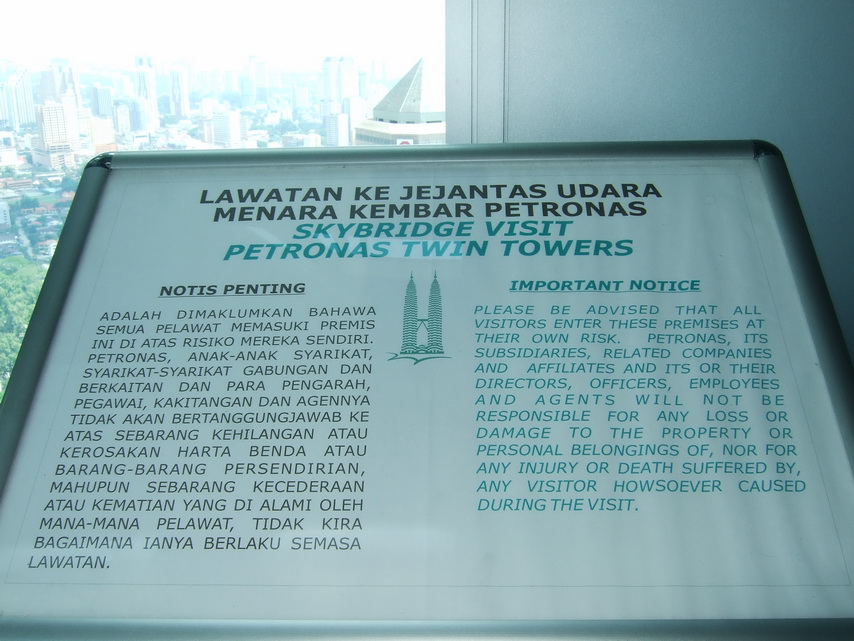 LAWATAN KE JEJANTAS UDARA
MENARA KEMBAR PETRONAS
SKYBRIDGE VISIT
PETRONAS TWIN TOWERS
NOTIS PENTING
ADALAH DIMAKLUMKAN BAHAWA
SEMUA PELAWAT MEMASUKI PREMIS
INI DI ATAS RISIKO MEREKA SENDIRI.
PETRONAS, ANAK-ANAK SYARIKAT,
SYARIKAT-SYARIKAT GABUNGAN DAN
BERKAITAN DAN PARA PENGARAH,
PEGAWAI, KAKITANGAN DAN AGENNYA
TIDAK AKAN BERTANGGUNGJAWAB KE
ATAS SEBARANG KEHILANGAN ATAU
KEROSAKAN HARTA BENDA ATAU
BARANG-BARANG PERSENDIRIAN,
MAHUPUN SEBARANG KECEDERAAN
ATAU KEMATIAN YANG DI ALAMI OLEH
MANA-MANA PELAWAT, TIDAK KIRA
BAGAIMANA IANYA BERLAKU SEMASA
LAWATAN.
IMPORTANT NOTICE
PLEASE BE ADVISED THAT ALL
VISITORS ENTER THESE PREMISES AT
THEIR OWN RISK. PETRONAS, ITS
SUBSIDIARIES, RELATED COMPANIES
AND AFFILIATES AND ITS OR THEIR
DIRECTORS, OFFICERS, EMPLOYEES
AND AGENTS WILL NOT BE
RESPONSIBLE FOR ANY LOSS OR
DAMAGE TO THE PROPERTY OR
PERSONAL BELONGINGS OF, NOR FOR
ANY INJURY OR DEATH SUFFERED BY,
ANY VISITOR HOWSOEVER CAUSED
DURING THE VISIT.